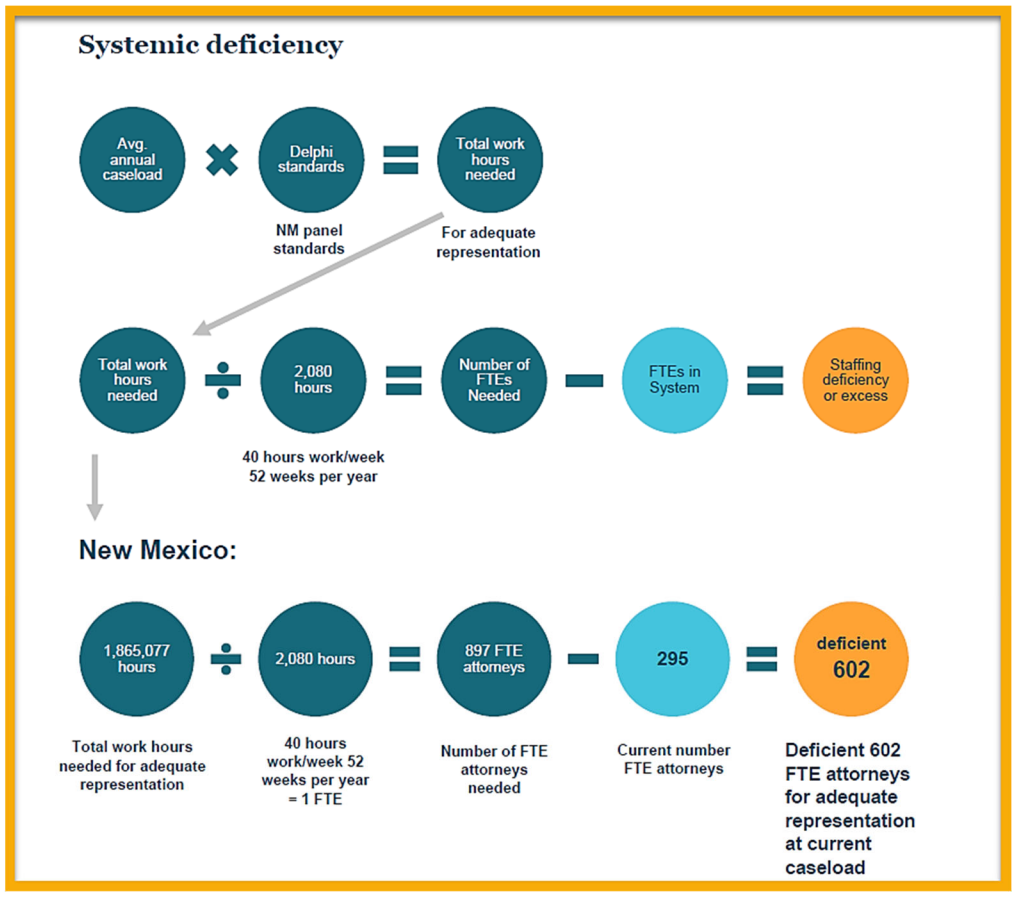 Systemic deficiency
Avg.
annual
caseload
Delphi
standards
Total work
hours
needed
NM panel
standards
For adequate
representation
Total work
hours
needed
2,080
hours
Number of
FTEs
Needed
FTEs in
System
Staffing
deficiency
or excess
40 hours work/week
52 weeks per year
New Mexico:
1,865,077
hours
2,080 hours
897 FTE
attorneys
295
deficient
602
Total work hours
needed for adequate
representation
40 hours
work/week 52
weeks per year
= 1 FTE
Number of FTE
attorneys
needed
Current number
FTE attorneys
Deficient 602
FTE attorneys
for adequate
representation
at current
caseload